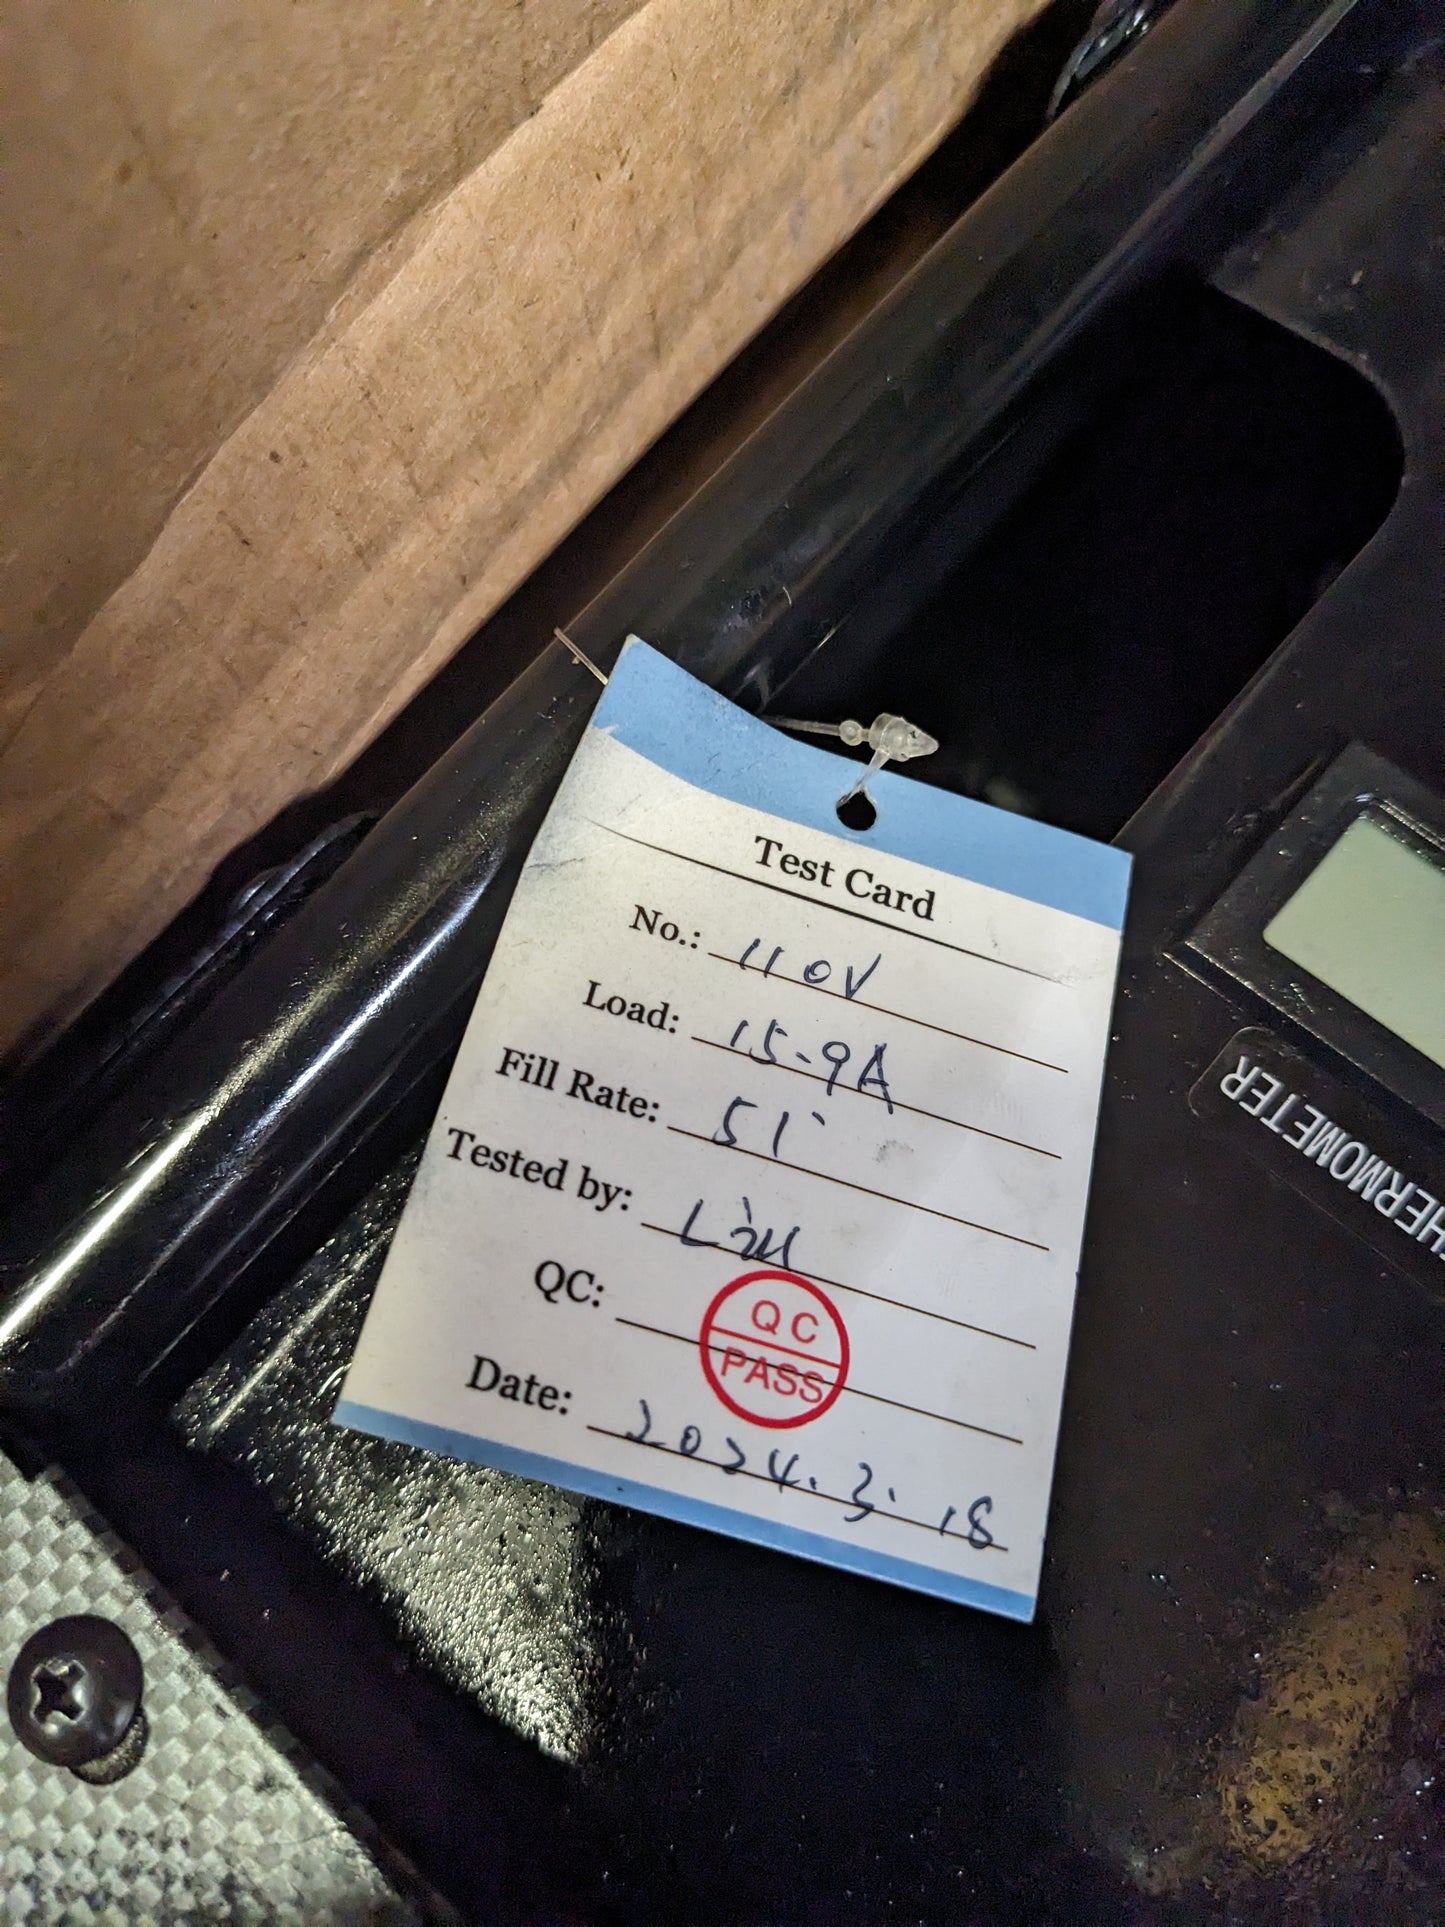 Test Card
No.: 110V
Load: 15.9A
Fill Rate: 51'
Tested by:
QC: QC
PASS
Date: 2024.3.18
HERMOMETER